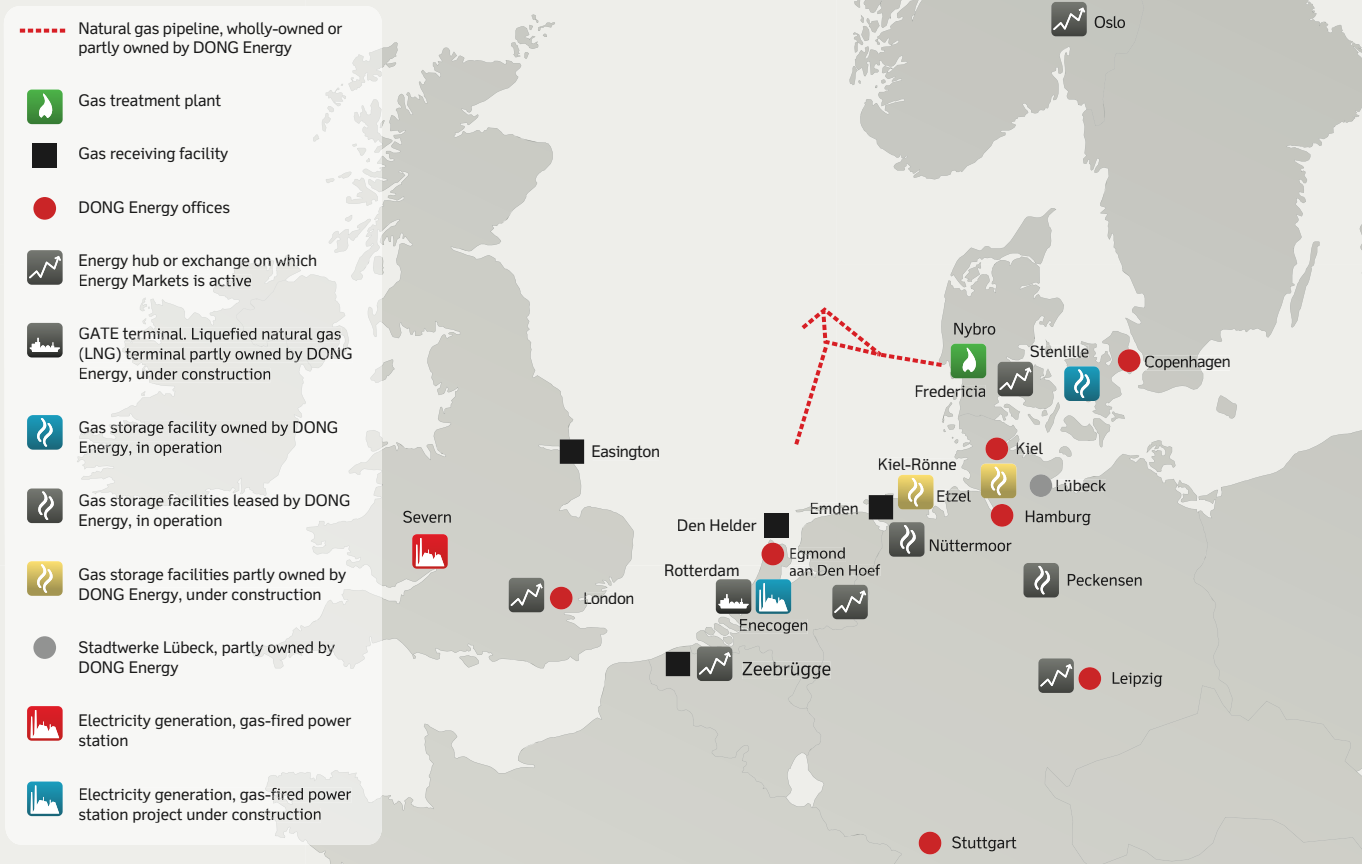 Natural gas pipeline, wholly-owned or
partly owned by DONG Energy
Gas treatment plant
Gas receiving facility
DONG Energy offices
Energy hub or exchange on which
Energy Markets is active
GATE terminal. Liquefied natural gas
(LNG) terminal partly owned by DONG
Energy, under construction
Gas storage facility owned by DONG
Energy, in operation
Gas storage facilities leased by DONG
Energy, in operation
Gas storage facilities partly owned by
DONG Energy, under construction
Stadtwerke Lübeck, partly owned by
DONG Energy
Electricity generation, gas-fired power
station
Electricity generation, gas-fired power
station project under construction
Oslo
Nybro
Stenlille
Copenhagen
Fredericia
Easington
Kiel
Kiel-Rönne
Etzel
Lübeck
Emden
Hamburg
Severn
Den Helder
Nüttermoor
Egmond
aan Den Hoef
Rotterdam
Peckensen
London
Enecogen
Zeebrügge
Leipzig
Stuttgart